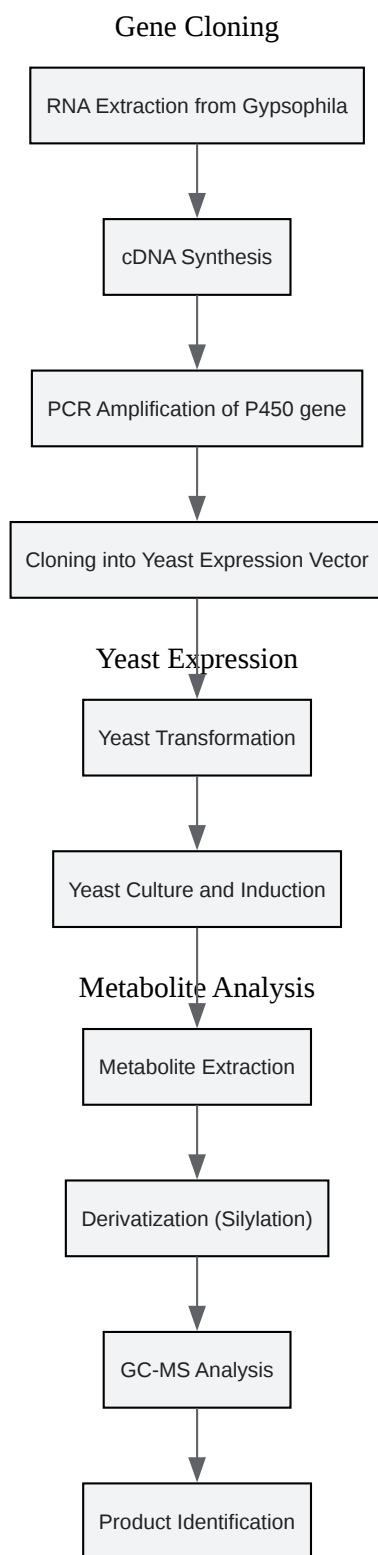 Gene Cloning
RNA Extraction from Gypsophila
cDNA Synthesis
PCR Amplification of P450 gene
Cloning into Yeast Expression Vector
Yeast Expression
Yeast Transformation
Yeast Culture and Induction
Metabolite Analysis
Metabolite Extraction
Derivatization (Silylation)
GC-MS Analysis
Product Identification